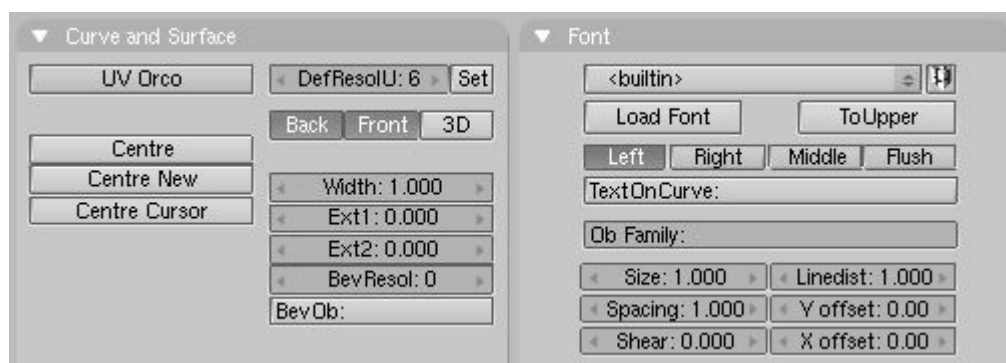 Curve and Surface
UV Orco
DefResolU: 6 Set
Back Front 3D
Centre
Centre New
Centre Cursor
Width: 1.000
Ext1: 0.000
Ext2: 0.000
BevResol: 0
BevOb:
Font
<builtin>
Load Font ToUpper
Left Right Middle Flush
TextOnCurve:
Ob Family:
Size: 1.000 Linedist: 1.000
Spacing: 1.000 Y offset: 0.00
Shear: 0.000 X offset: 0.00